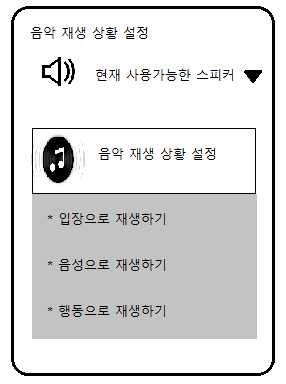 음악 재생 상황 설정
현재 사용가능한 스피커
음악 재생 상황 설정
* 입장으로 재생하기
* 음성으로 재생하기
* 행동으로 재생하기